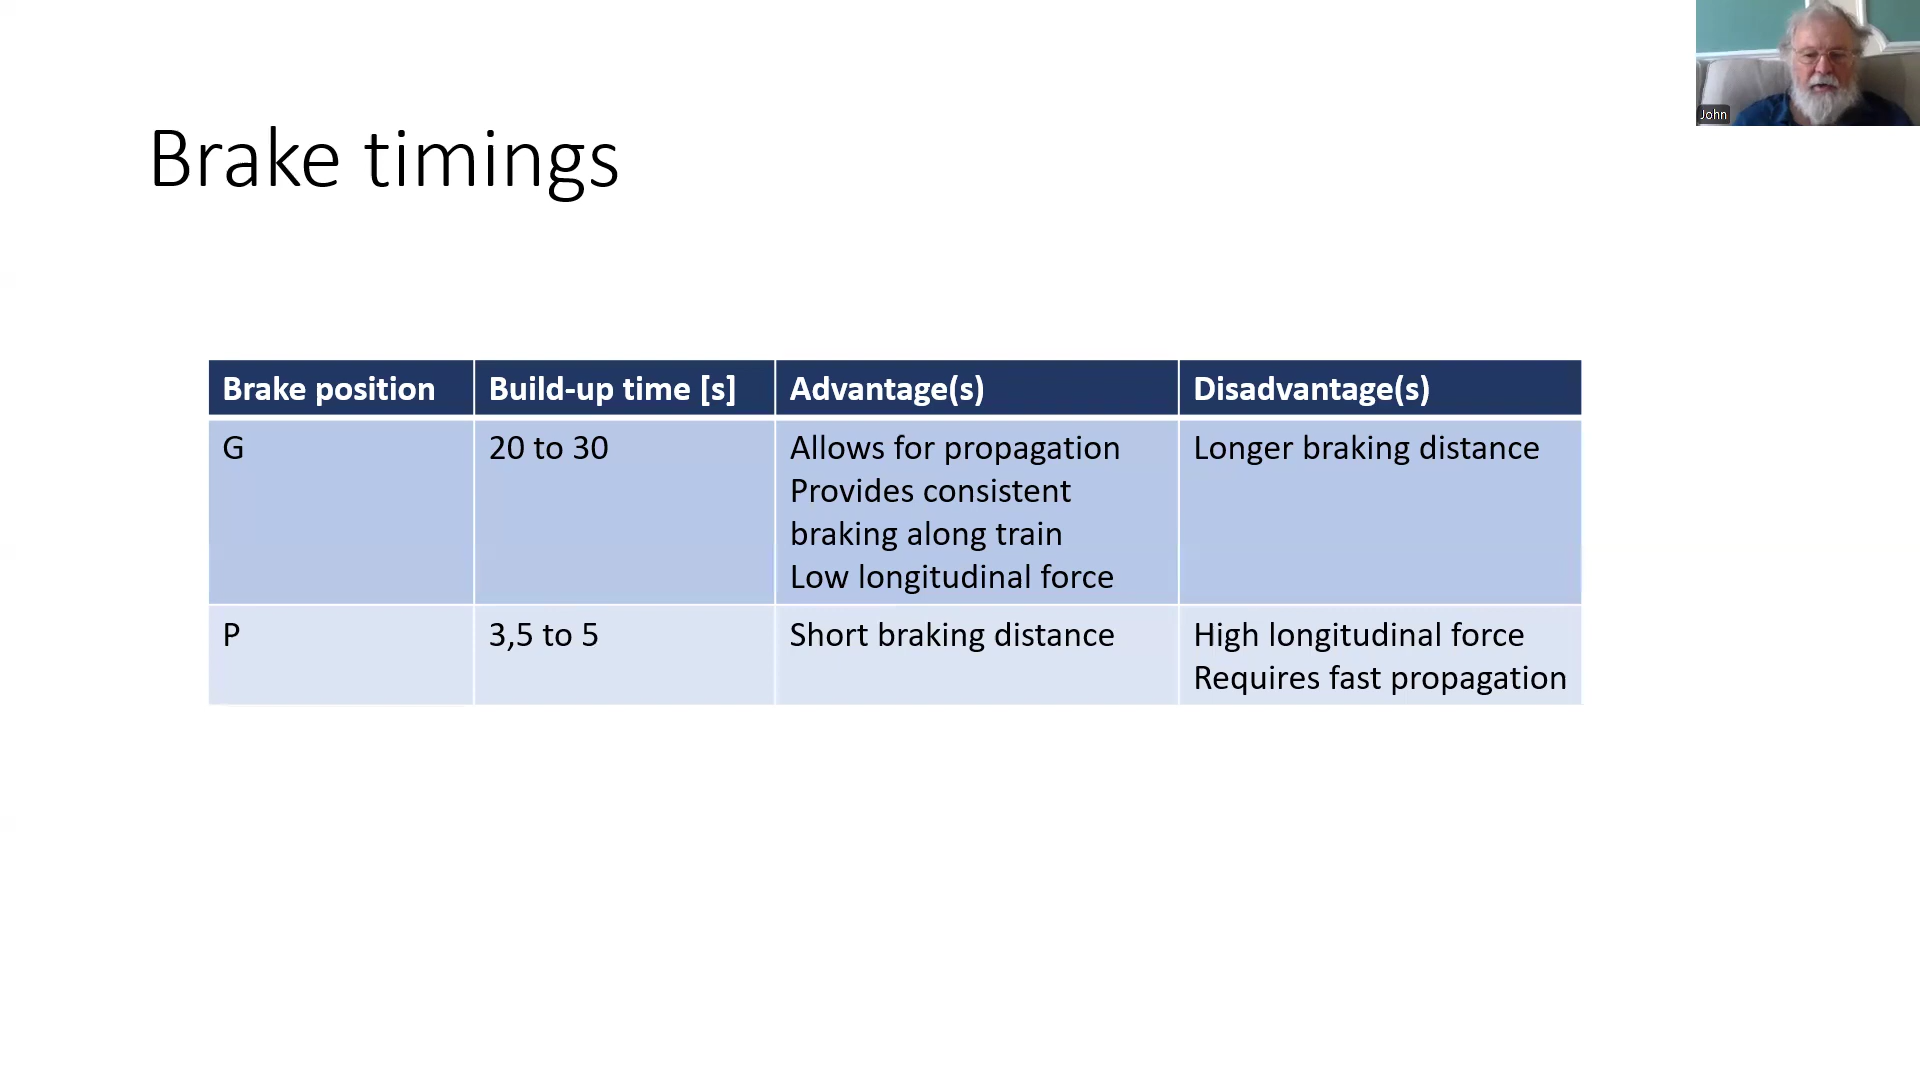 John
Brake timings
Brake position Build-up time [s] Advantage(s) Disadvantage(s)
G 20 to 30 Allows for propagation Longer braking distance
Provides consistent
braking along train
Low longitudinal force
P 3,5 to 5 Short braking distance High longitudinal force
Requires fast propagation